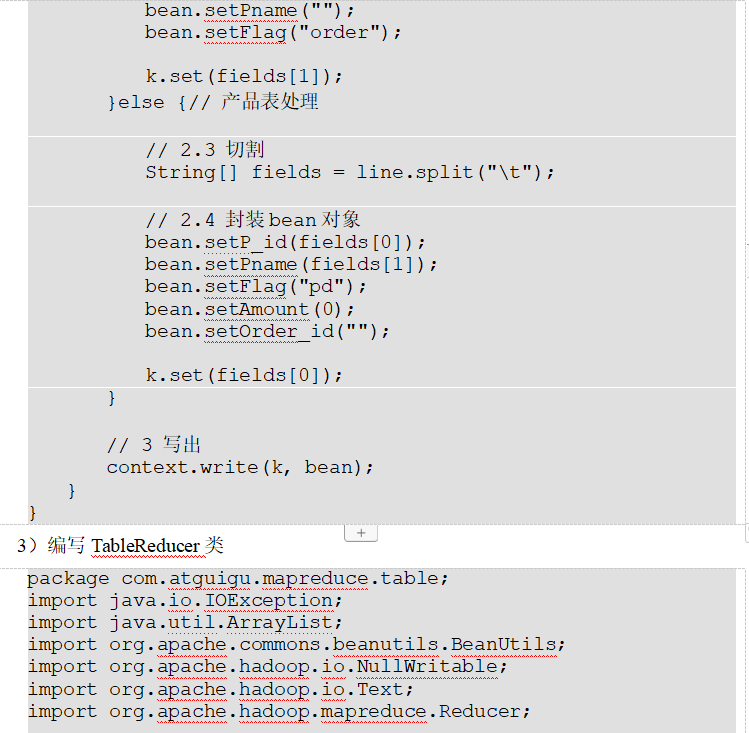 bean.setPname("");
bean.setFlag("order");
k.set(fields[1]);
}else {// 产品表处理
// 2.3 切割
String[] fields = line.split("\t");
// 2.4 封装bean对象
bean.setP_id(fields[0]);
bean.setPname(fields[1]);
bean.setFlag("pd");
bean.setAmount(0);
bean.setOrder_id("");
k.set(fields[0]);
}
// 3 写出
context.write(k, bean);
}
}
3）编写 TableReducer 类
package com.atguigu.mapreduce.table;
import java.io.IOException;
import java.util.ArrayList;
import org.apache.commons.beanutils.BeanUtils;
import org.apache.hadoop.io.NullWritable;
import org.apache.hadoop.io.Text;
import org.apache.hadoop.mapreduce.Reducer;